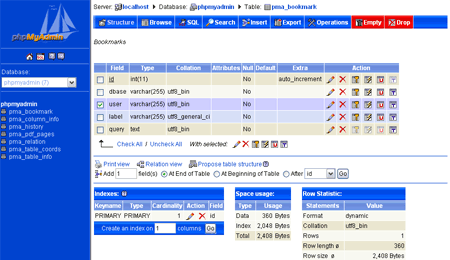 Server: localhost Database: phpmyadmin Table: pma_bookmark
Structure Browse SQL Search Insert Export Operations Empty Drop
phpMyAdmin
Bookmarks
Database:
phpmyadmin (7)
phpmyadmin
pma_bookmark
pma_column_info
pma_history
pma_pdf_pages
pma_relation
pma_table_coords
pma_table_info
Field Type Collation Attributes Null Default Extra Action
id int(11) No auto_increment
dbase varchar(255) utf8_bin No
user varchar(255) utf8_bin No
label varchar(255) utf8_general_ci No
query text utf8_bin No
Check All / Uncheck All With selected:
Print view Relation view Propose table structure
Add 1 field(s) At End of Table At Beginning of Table After id Go
Indexes:
Keyname Type Cardinality Action Field
PRIMARY PRIMARY 1 id
Create an index on 1 columns Go
Space usage:
Type Usage
Data 360 Bytes
Index 2,048 Bytes
Total 2,408 Bytes
Row Statistic:
Statements Value
Format dynamic
Collation utf8_bin
Rows 1
Row length ø 360
Row size ø 2,408 Bytes